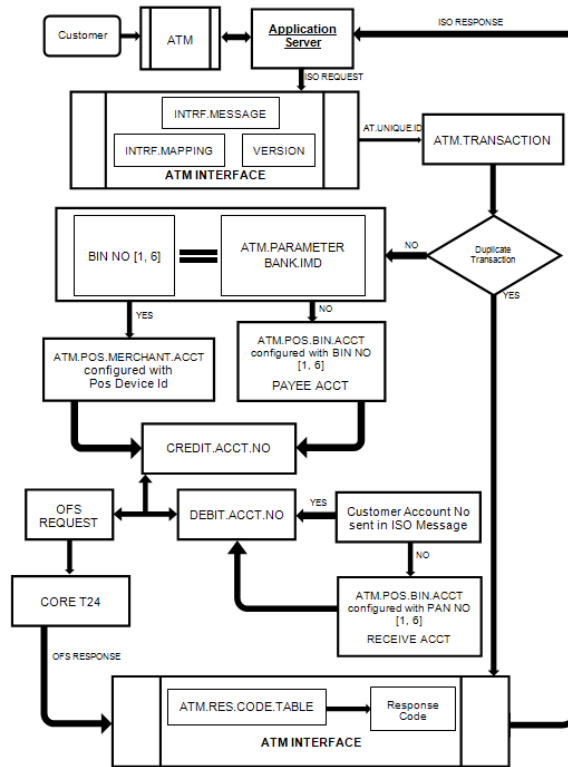 Customer
ATM
Application
Server
ISO RESPONSE
ISO REQUEST
INTRF.MESSAGE
INTRF.MAPPING
VERSION
ATM INTERFACE
AT.UNIQUE.ID
ATM.TRANSACTION
BIN NO [1, 6]
ATM.PARAMETER
BANK.IMD
NO
Duplicate
Transaction
YES
YES
NO
ATM.POS.MERCHANT.ACCT
configured with
Pos Device Id
ATM.POS.BIN.ACCT
configured with BIN NO
[1, 6]
PAYEE ACCT
CREDIT.ACCT.NO
OFS
REQUEST
DEBIT.ACCT.NO
YES
Customer Account No
sent in ISO Message
NO
CORE T24
ATM.POS.BIN.ACCT
configured with PAN NO
[1, 6]
RECEIVE ACCT
OFS RESPONSE
ATM.RES.CODE.TABLE
Response
Code
ATM INTERFACE